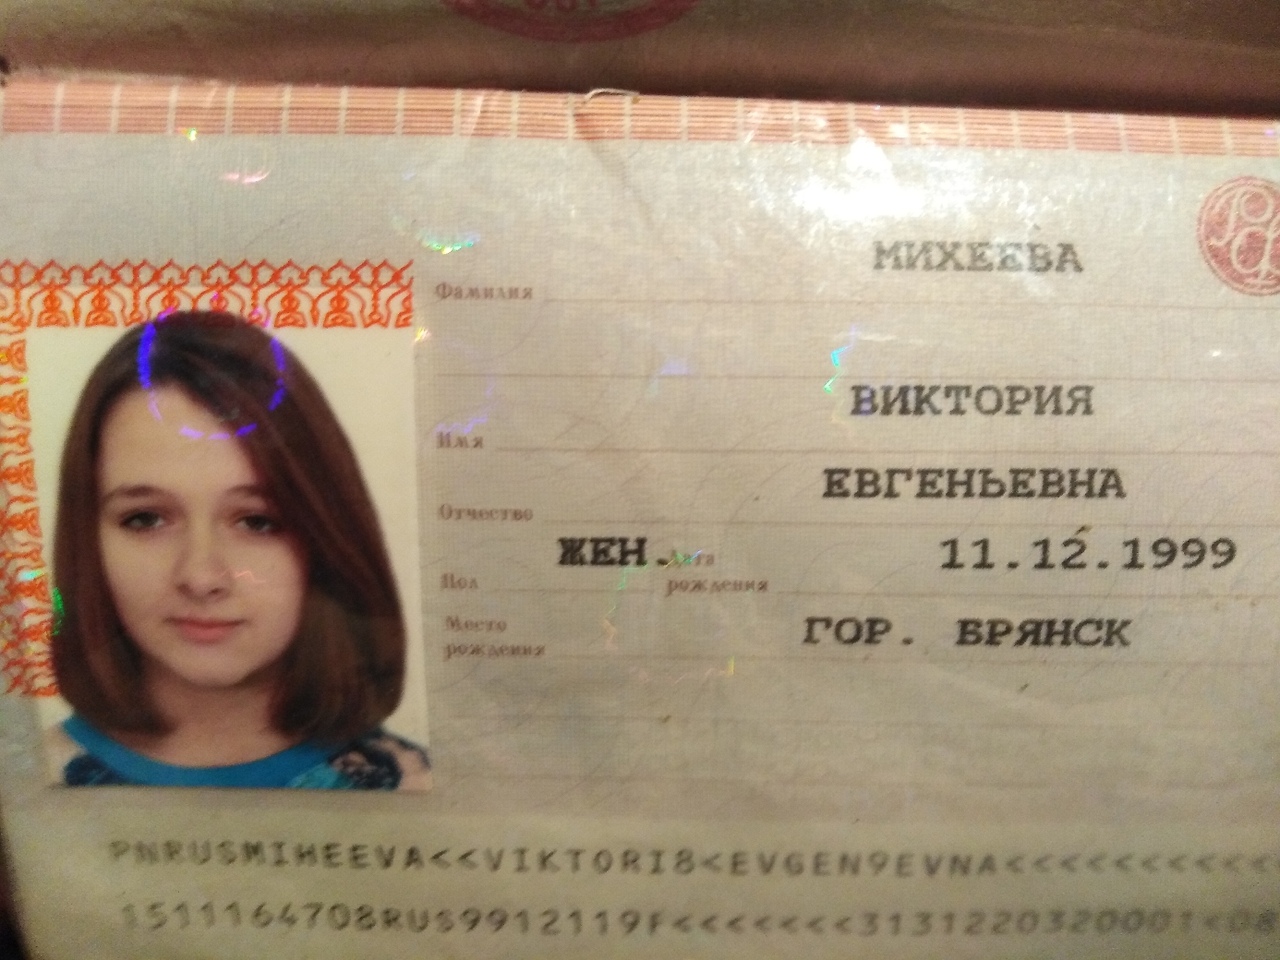 МИХЕЕВА
Фамилия
ВИКТОРИЯ
Имя
ЕВГЕНЬЕВНА
Отчество
ЖЕН. 11.12.1999
Пол Дата рождения
Место рождения ГОР. БРЯНСК
PNRUSMIHEEVA<<VIKTORI8<EVGEN9EVNA<<<<<<<<<<<
1511164708RUS9912119F<<<<<<<3131220320001<08